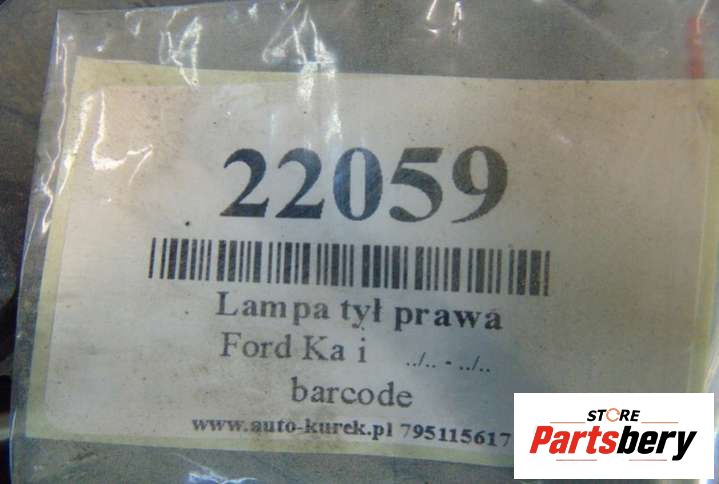 22059
Lampa tył prawa
Ford Ka i ../.. - ../..
barcode
www.auto-kurek.pl 795115617
STORE
Partsbery